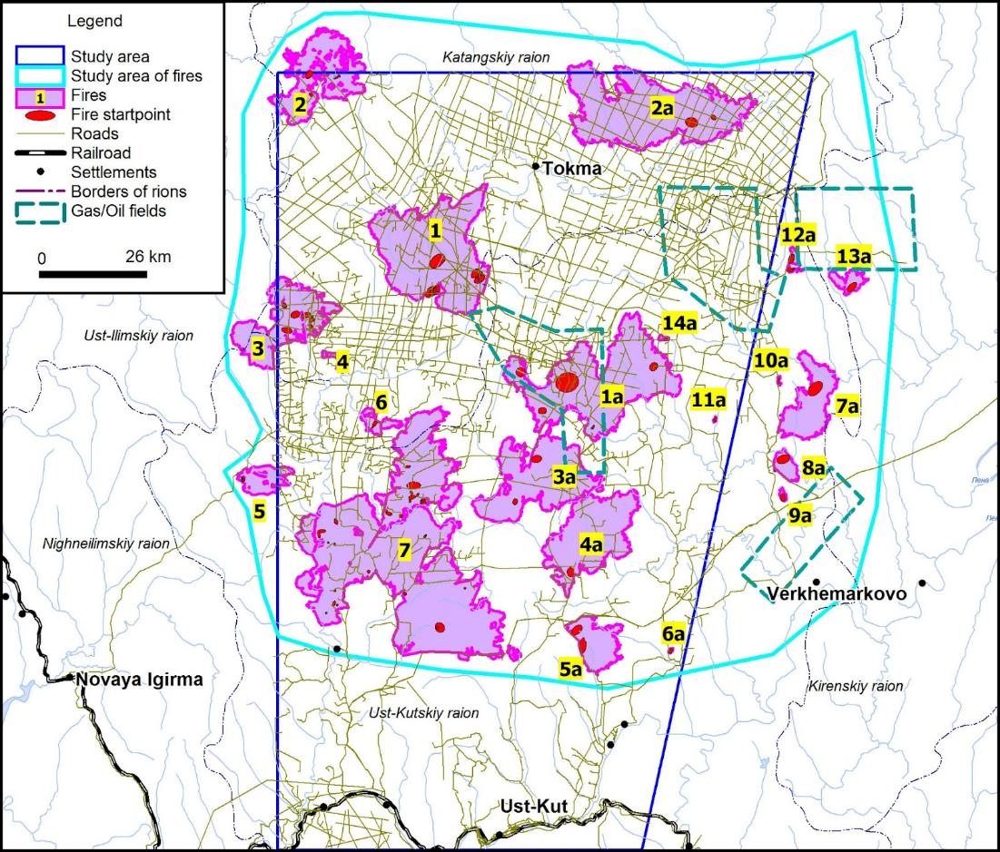 Legend
Study area
Study area of fires
1
Fires
Fire startpoint
Roads
Railroad
Settlements
Borders of rions
Gas/Oil fields
0 26 km
Katangskiy raion
2
2a
Tokma
1
12a
13a
Ust-Ilimskiy raion
3
4
14a
10a
1a
11a
6
7a
3a
8a
5
9a
Nighneilimskiy raion
7
4a
Verkhemarkovo
6a
5a
Novaya Igirma
Kirenskiy raion
Ust-Kutskiy raion
Ust-Kut
Лена